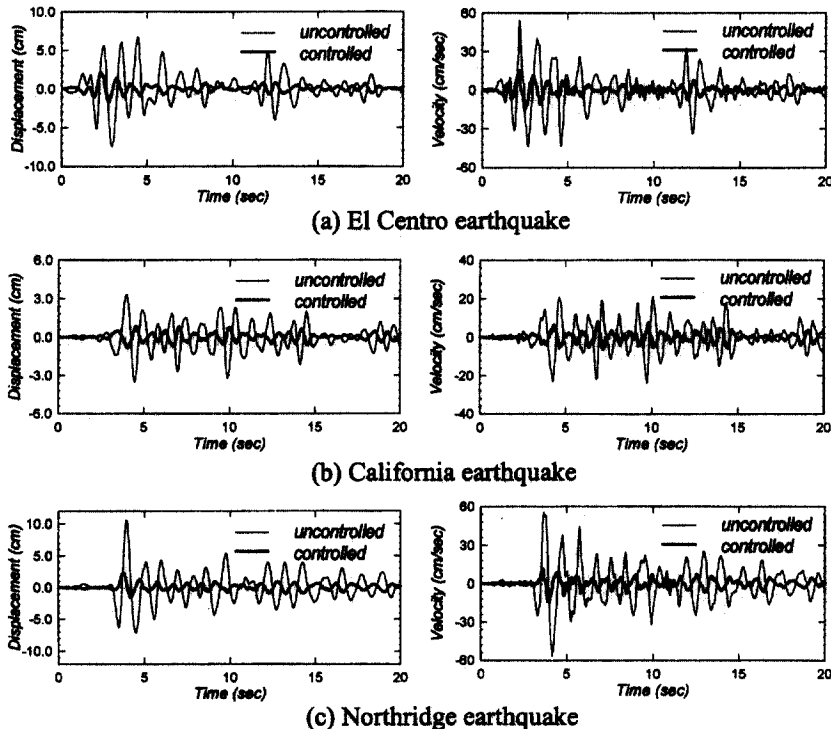 10.0
5.0
0.0
-5.0
-10.0
Displacement (cm)
uncontrolled
controlled
0
5
10
15
20
Time (sec)
60
30
0
-30
-60
Velocity (cm/sec)
uncontrolled
controlled
0
5
10
15
20
Time (sec)
(a) El Centro earthquake
6.0
3.0
0.0
-3.0
-6.0
Displacement (cm)
uncontrolled
controlled
0
5
10
15
20
Time (sec)
40
20
0
-20
-40
Velocity (cm/sec)
uncontrolled
controlled
0
5
10
15
20
Time (sec)
(b) California earthquake
10.0
5.0
0.0
-5.0
-10.0
Displacement (cm)
uncontrolled
controlled
0
5
10
15
20
Time (sec)
60
30
0
-30
-60
Velocity (cm/sec)
uncontrolled
controlled
0
5
10
15
20
Time (sec)
(c) Northridge earthquake